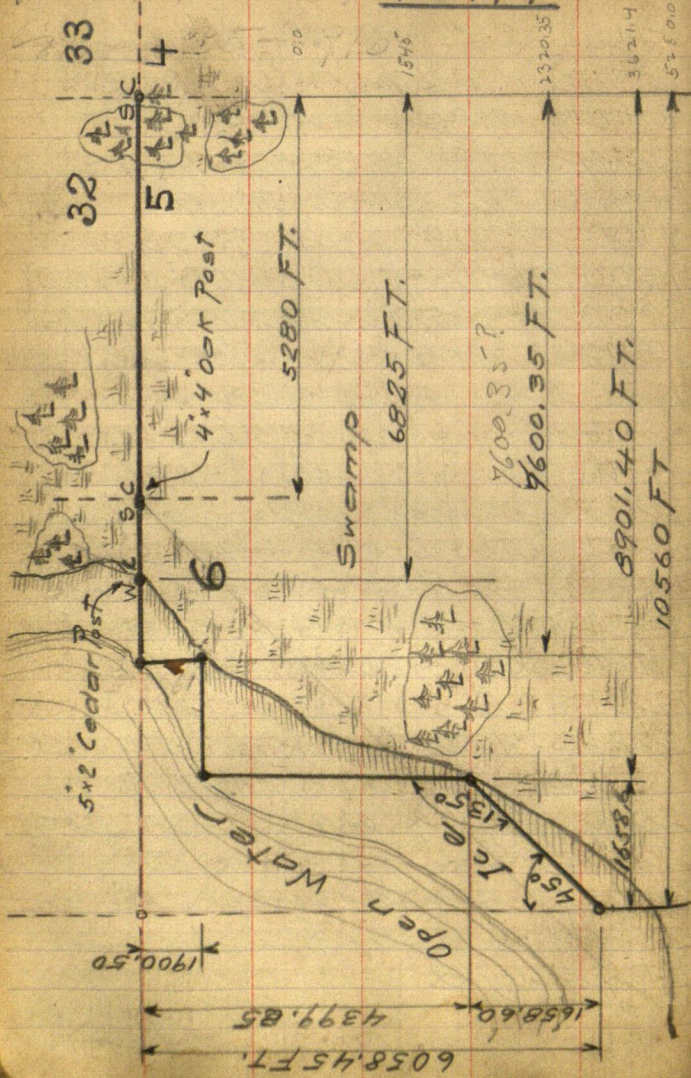 33
4
32
5
S C
4"x4" Oak Post
S C
W L
5"x2" Cedar Post
6
5280 FT.
Swamp
6825 FT.
7600.35?
9600.35 FT.
8901.40 FT.
10560 FT
1658.6
0.0
1545
2320.35
3621.4
5280.0
Water
Open
Ice
135°
45°
1900.50
4399.85
1658.60
6058.45 FT.